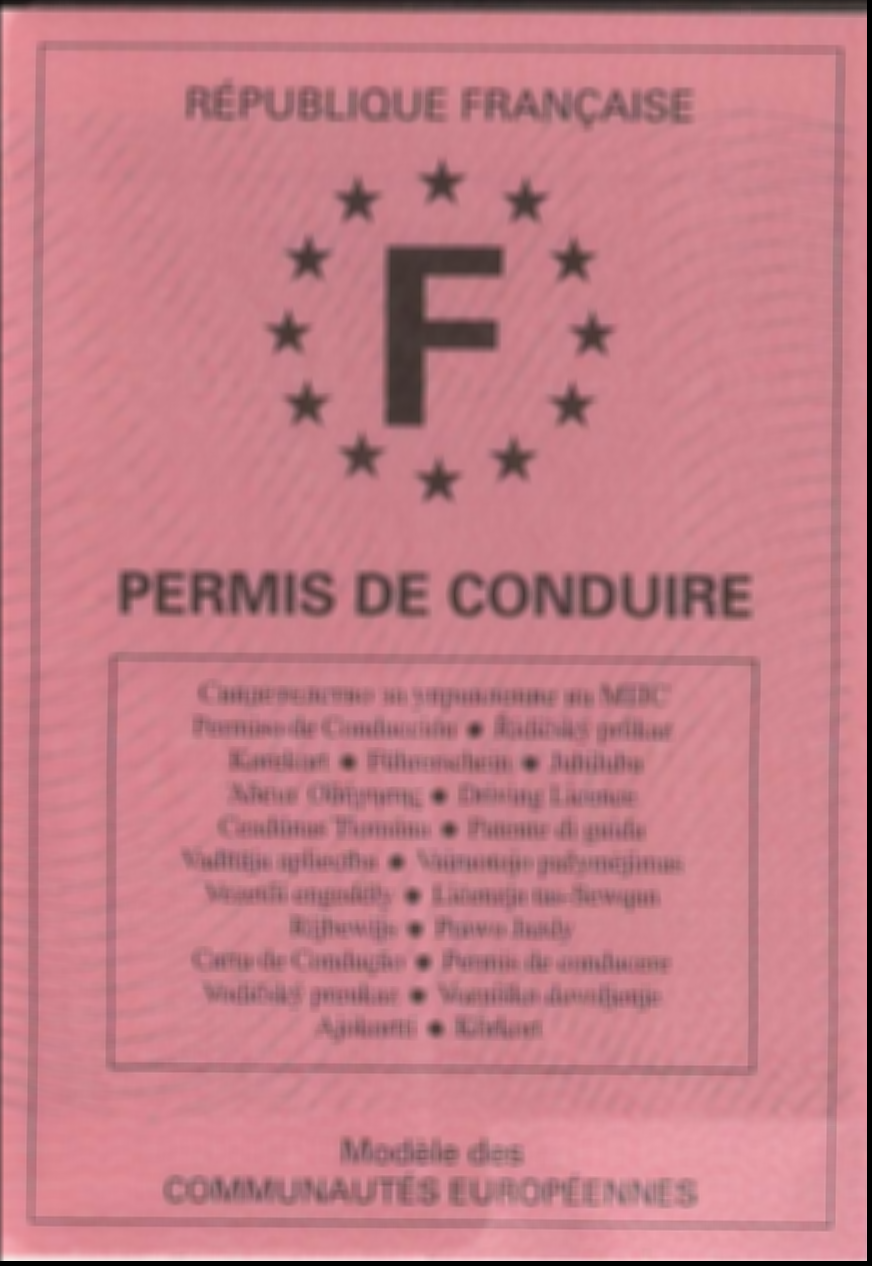 RÉPUBLIQUE FRANÇAISE
F
PERMIS DE CONDUIRE
Свидетелство за управление на МПС
Permiso de Conducción ● Řidičský průkaz
Kørekort ● Führerschein ● Juhiluba
Άδεια Οδήγησης ● Driving Licence
Ceadúnas Tiomána ● Patente di guida
Vadītāja apliecība ● Vairuotojo pažymėjimas
Vezetői engedély ● Liċenzja tas-Sewqan
Rijbewijs ● Prawo Jazdy
Carta de Condução ● Permis de conducere
Vodičský preukaz ● Vozniško dovoljenje
Ajokortti ● Körkort
Modèle des
COMMUNAUTÉS EUROPÉENNES